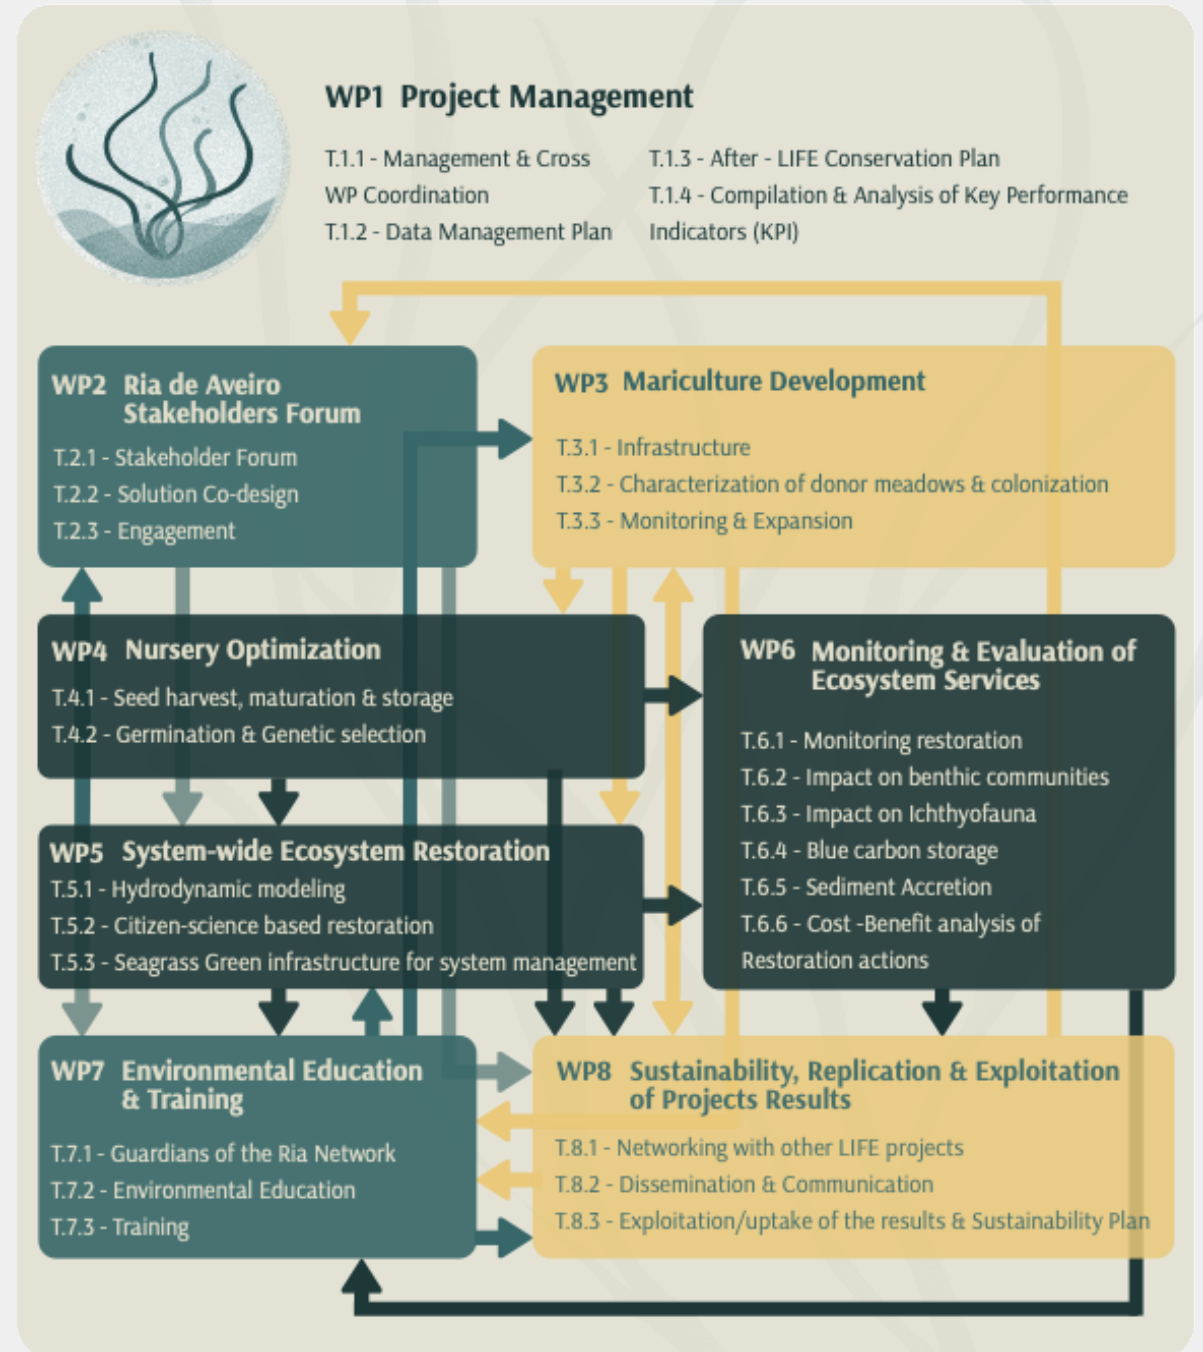 WP1 Project Management
T.1.1 - Management & Cross
WP Coordination
T.1.2 - Data Management Plan
T.1.3 - After - LIFE Conservation Plan
T.1.4 - Compilation & Analysis of Key Performance
Indicators (KPI)
WP2 Ria de Aveiro
Stakeholders Forum
T.2.1 - Stakeholder Forum
T.2.2 - Solution Co-design
T.2.3 - Engagement
WP3 Mariculture Development
T.3.1 - Infrastructure
T.3.2 - Characterization of donor meadows & colonization
T.3.3 - Monitoring & Expansion
WP4 Nursery Optimization
T.4.1 - Seed harvest, maturation & storage
T.4.2 - Germination & Genetic selection
WP5 System-wide Ecosystem Restoration
T.5.1 - Hydrodynamic modeling
T.5.2 - Citizen-science based restoration
T.5.3 - Seagrass Green infrastructure for system management
WP6 Monitoring & Evaluation of
Ecosystem Services
T.6.1 - Monitoring restoration
T.6.2 - Impact on benthic communities
T.6.3 - Impact on Ichthyofauna
T.6.4 - Blue carbon storage
T.6.5 - Sediment Accretion
T.6.6 - Cost -Benefit analysis of
Restoration actions
WP7 Environmental Education
& Training
T.7.1 - Guardians of the Ria Network
T.7.2 - Environmental Education
T.7.3 - Training
WP8 Sustainability, Replication & Exploitation
of Projects Results
T.8.1 - Networking with other LIFE projects
T.8.2 - Dissemination & Communication
T.8.3 - Exploitation/uptake of the results & Sustainability Plan